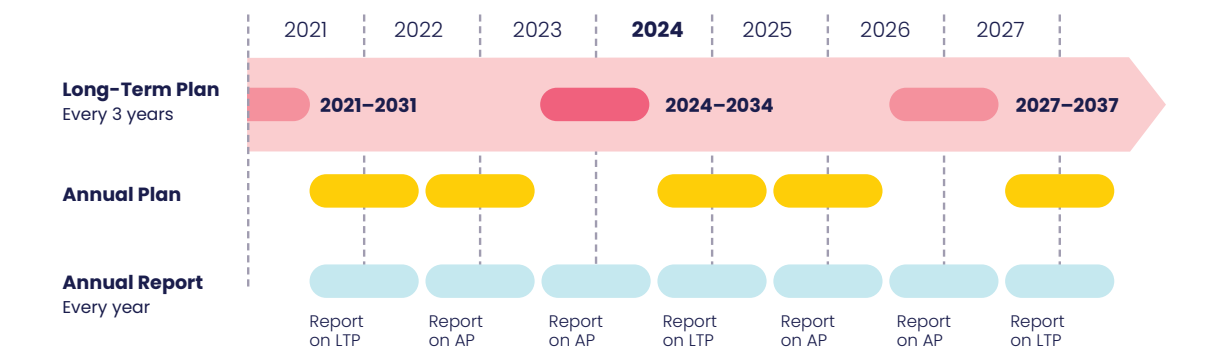 2021 2022 2023 2024 2025 2026 2027
Long-Term Plan
Every 3 years
2021–2031 2024–2034 2027–2037
Annual Plan
Annual Report
Every year
Report on LTP
Report on AP
Report on AP
Report on LTP
Report on AP
Report on AP
Report on LTP